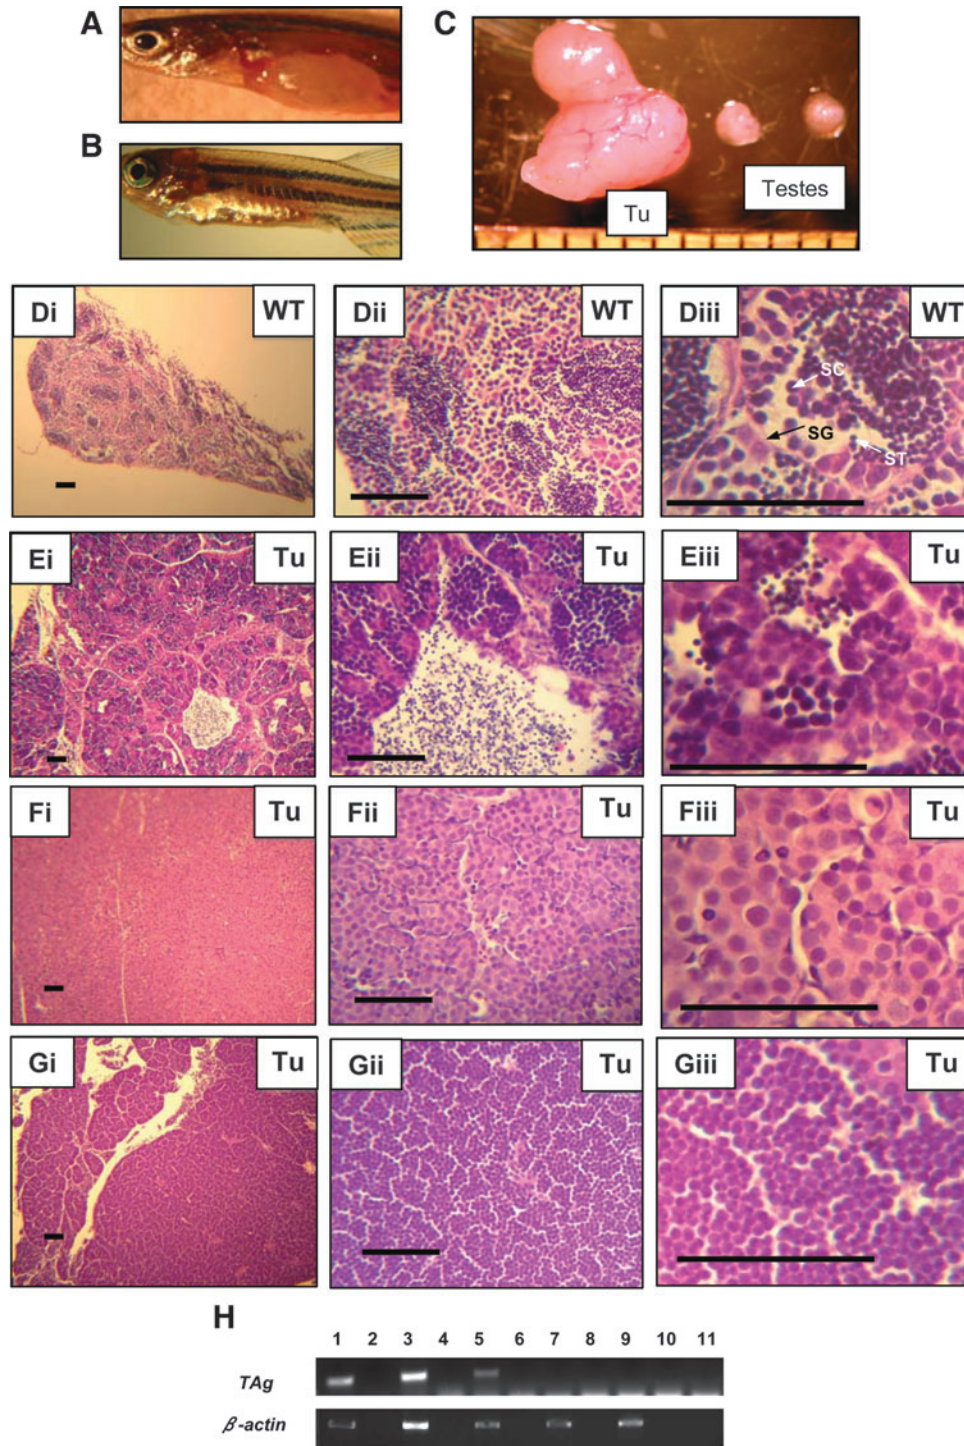 A
C
B
Tu
Testes
Di WT
Dii WT
Diii WT
SC
SG
ST
Ei Tu
Eii Tu
Eiii Tu
Fi Tu
Fii Tu
Fiii Tu
Gi Tu
Gii Tu
Giii Tu
H
1 2 3 4 5 6 7 8 9 10 11
TAg
β-actin